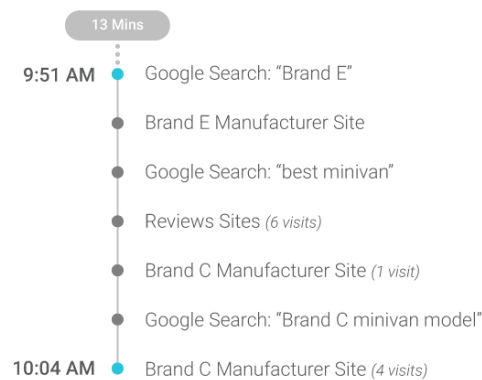 13 Mins
9:51 AM Google Search: “Brand E”
Brand E Manufacturer Site
Google Search: “best minivan”
Reviews Sites (6 visits)
Brand C Manufacturer Site (1 visit)
Google Search: “Brand C minivan model”
10:04 AM Brand C Manufacturer Site (4 visits)